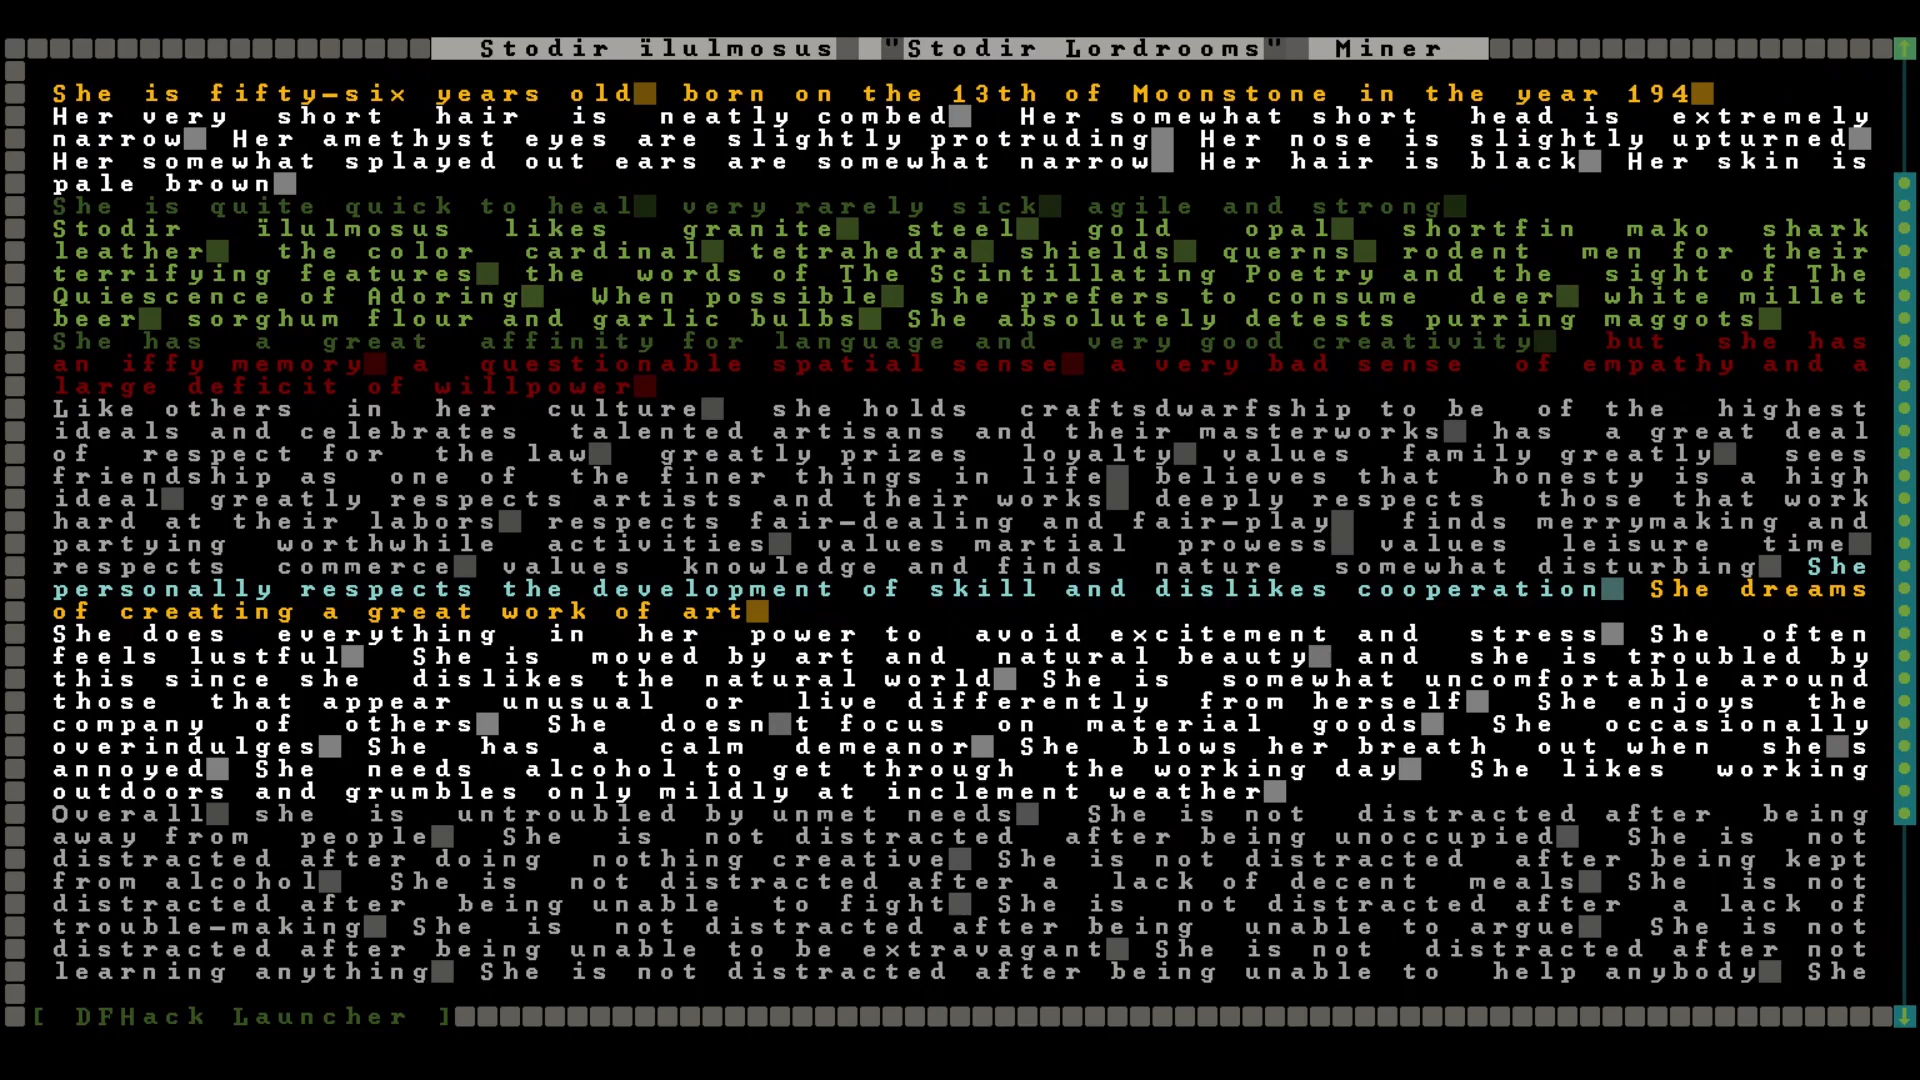 Stodir ïlulmosus "Stodir Lordrooms" Miner
She is fifty-six years old born on the 13th of Moonstone in the year 194
Her very short hair is neatly combed Her somewhat short head is extremely
narrow Her amethyst eyes are slightly protruding Her nose is slightly upturned
Her somewhat splayed out ears are somewhat narrow Her hair is black Her skin is
pale brown
She is quite quick to heal very rarely sick agile and strong
Stodir ïlulmosus likes granite steel gold opal shortfin mako shark
leather the color cardinal tetrahedra shields querns rodent men for their
terrifying features the words of The Scintillating Poetry and the sight of The
Quiescence of Adoring When possible she prefers to consume deer white millet
beer sorghum flour and garlic bulbs She absolutely detests purring maggots
She has a great affinity for language and very good creativity but she has
an iffy memory a questionable spatial sense a very bad sense of empathy and a
large deficit of willpower
Like others in her culture she holds craftsdwarfship to be of the highest
ideals and celebrates talented artisans and their masterworks has a great deal
of respect for the law greatly prizes loyalty values family greatly sees
friendship as one of the finer things in life believes that honesty is a high
ideal greatly respects artists and their works deeply respects those that work
hard at their labors respects fair-dealing and fair-play finds merrymaking and
partying worthwhile activities values martial prowess values leisure time
respects commerce values knowledge and finds nature somewhat disturbing She
personally respects the development of skill and dislikes cooperation She dreams
of creating a great work of art
She does everything in her power to avoid excitement and stress She often
feels lustful She is moved by art and natural beauty and she is troubled by
this since she dislikes the natural world She is somewhat uncomfortable around
those that appear unusual or live differently from herself She enjoys the
company of others She doesn t focus on material goods She occasionally
overindulges She has a calm demeanor She blows her breath out when she s
annoyed She needs alcohol to get through the working day She likes working
outdoors and grumbles only mildly at inclement weather
Overall she is untroubled by unmet needs She is not distracted after being
away from people She is not distracted after being unoccupied She is not
distracted after doing nothing creative She is not distracted after being kept
from alcohol She is not distracted after a lack of decent meals She is not
distracted after being unable to fight She is not distracted after a lack of
trouble-making She is not distracted after being unable to argue She is not
distracted after being unable to be extravagant She is not distracted after not
learning anything She is not distracted after being unable to help anybody She
[ DFHack Launcher ]